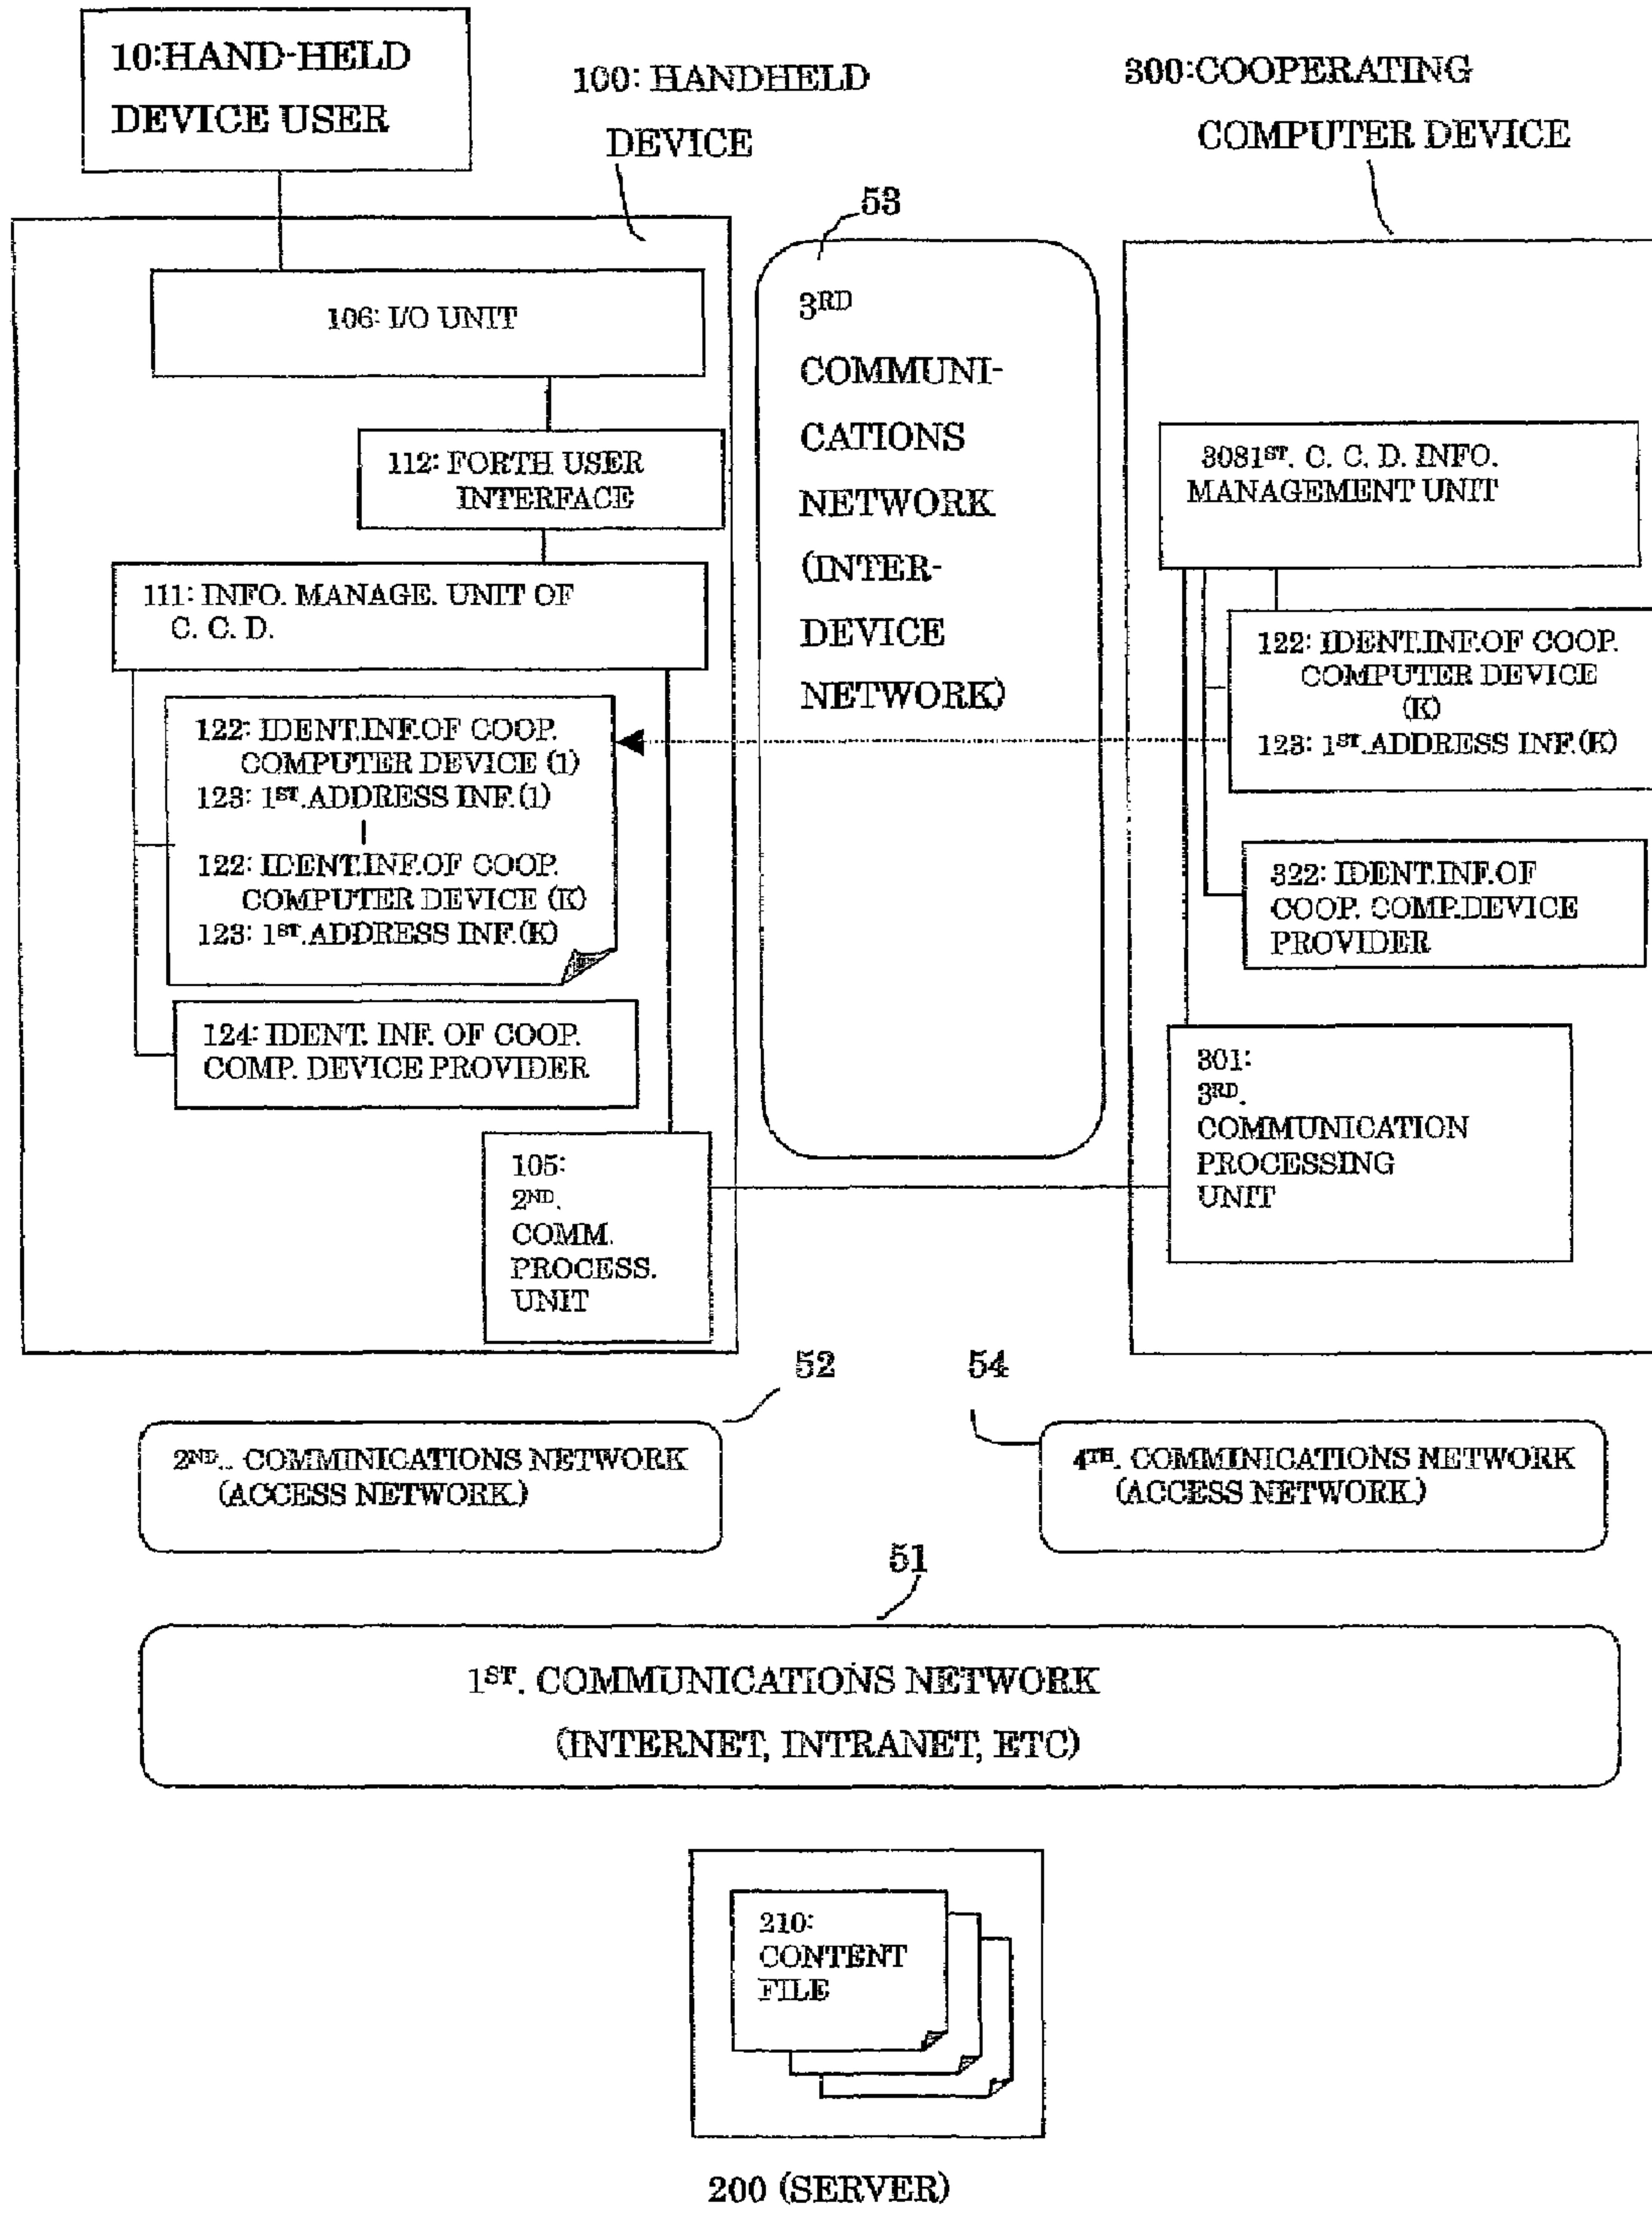 10:HAND-HELD
DEVICE USER
100: HANDHELD
DEVICE
300:COOPERATING
COMPUTER DEVICE
53
106: I/O UNIT
112: FORTH USER
INTERFACE
111: INFO. MANAGE. UNIT OF
C. C. D.
122: IDENT.INF.OF COOP.
COMPUTER DEVICE (1)
123: 1ST.ADDRESS INF.(1)
122: IDENT.INF.OF COOP.
COMPUTER DEVICE (K)
123: 1ST.ADDRESS INF.(K)
124: IDENT. INF. OF COOP.
COMP. DEVICE PROVIDER
105:
2ND.
COMM.
PROCESS.
UNIT
3RD
COMMUNI-
CATIONS
NETWORK
(INTER-
DEVICE
NETWORK)
3081ST. C. C. D. INFO.
MANAGEMENT UNIT
122: IDENT.INF.OF COOP.
COMPUTER DEVICE
(K)
123: 1ST.ADDRESS INF.(K)
322: IDENT.INF.OF
COOP. COMP.DEVICE
PROVIDER
301:
3RD.
COMMUNICATION
PROCESSING
UNIT
52
54
2ND.. COMMINICATIONS NETWORK
(ACCESS NETWORK)
4TH. COMMINICATIONS NETWORK
(ACCESS NETWORK)
51
1ST. COMMUNICATIONS NETWORK
(INTERNET, INTRANET, ETC)
210:
CONTENT
FILE
200 (SERVER)